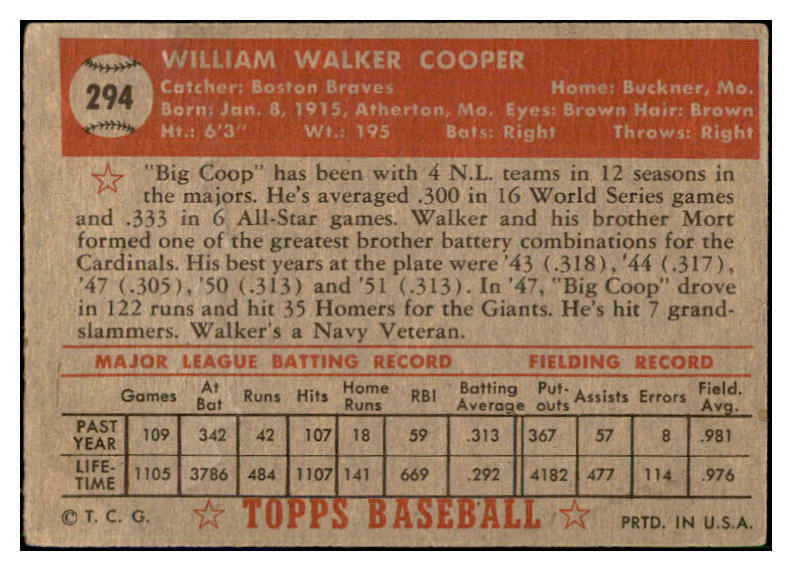 294
WILLIAM WALKER COOPER
Catcher: Boston Braves Home: Buckner, Mo.
Born: Jan. 8, 1915, Atherton, Mo. Eyes: Brown Hair: Brown
Ht.: 6'3" Wt.: 195 Bats: Right Throws: Right
"Big Coop" has been with 4 N.L. teams in 12 seasons in
the majors. He's averaged .300 in 16 World Series games
and .333 in 6 All-Star games. Walker and his brother Mort
formed one of the greatest brother battery combinations for the
Cardinals. His best years at the plate were '43 (.318), '44 (.317),
'47 (.305), '50 (.313) and '51 (.313). In '47, "Big Coop" drove
in 122 runs and hit 35 Homers for the Giants. He's hit 7 grand-
slammers. Walker's a Navy Veteran.
MAJOR LEAGUE BATTING RECORD FIELDING RECORD
Games At Bat Runs Hits Home Runs RBI Batting Average Put-outs Assists Errors Field. Avg.
PAST YEAR 109 342 42 107 18 59 .313 367 57 8 .981
LIFE-TIME 1105 3786 484 1107 141 669 .292 4182 477 114 .976
© T. C. G. TOPPS BASEBALL PRTD. IN U.S.A.